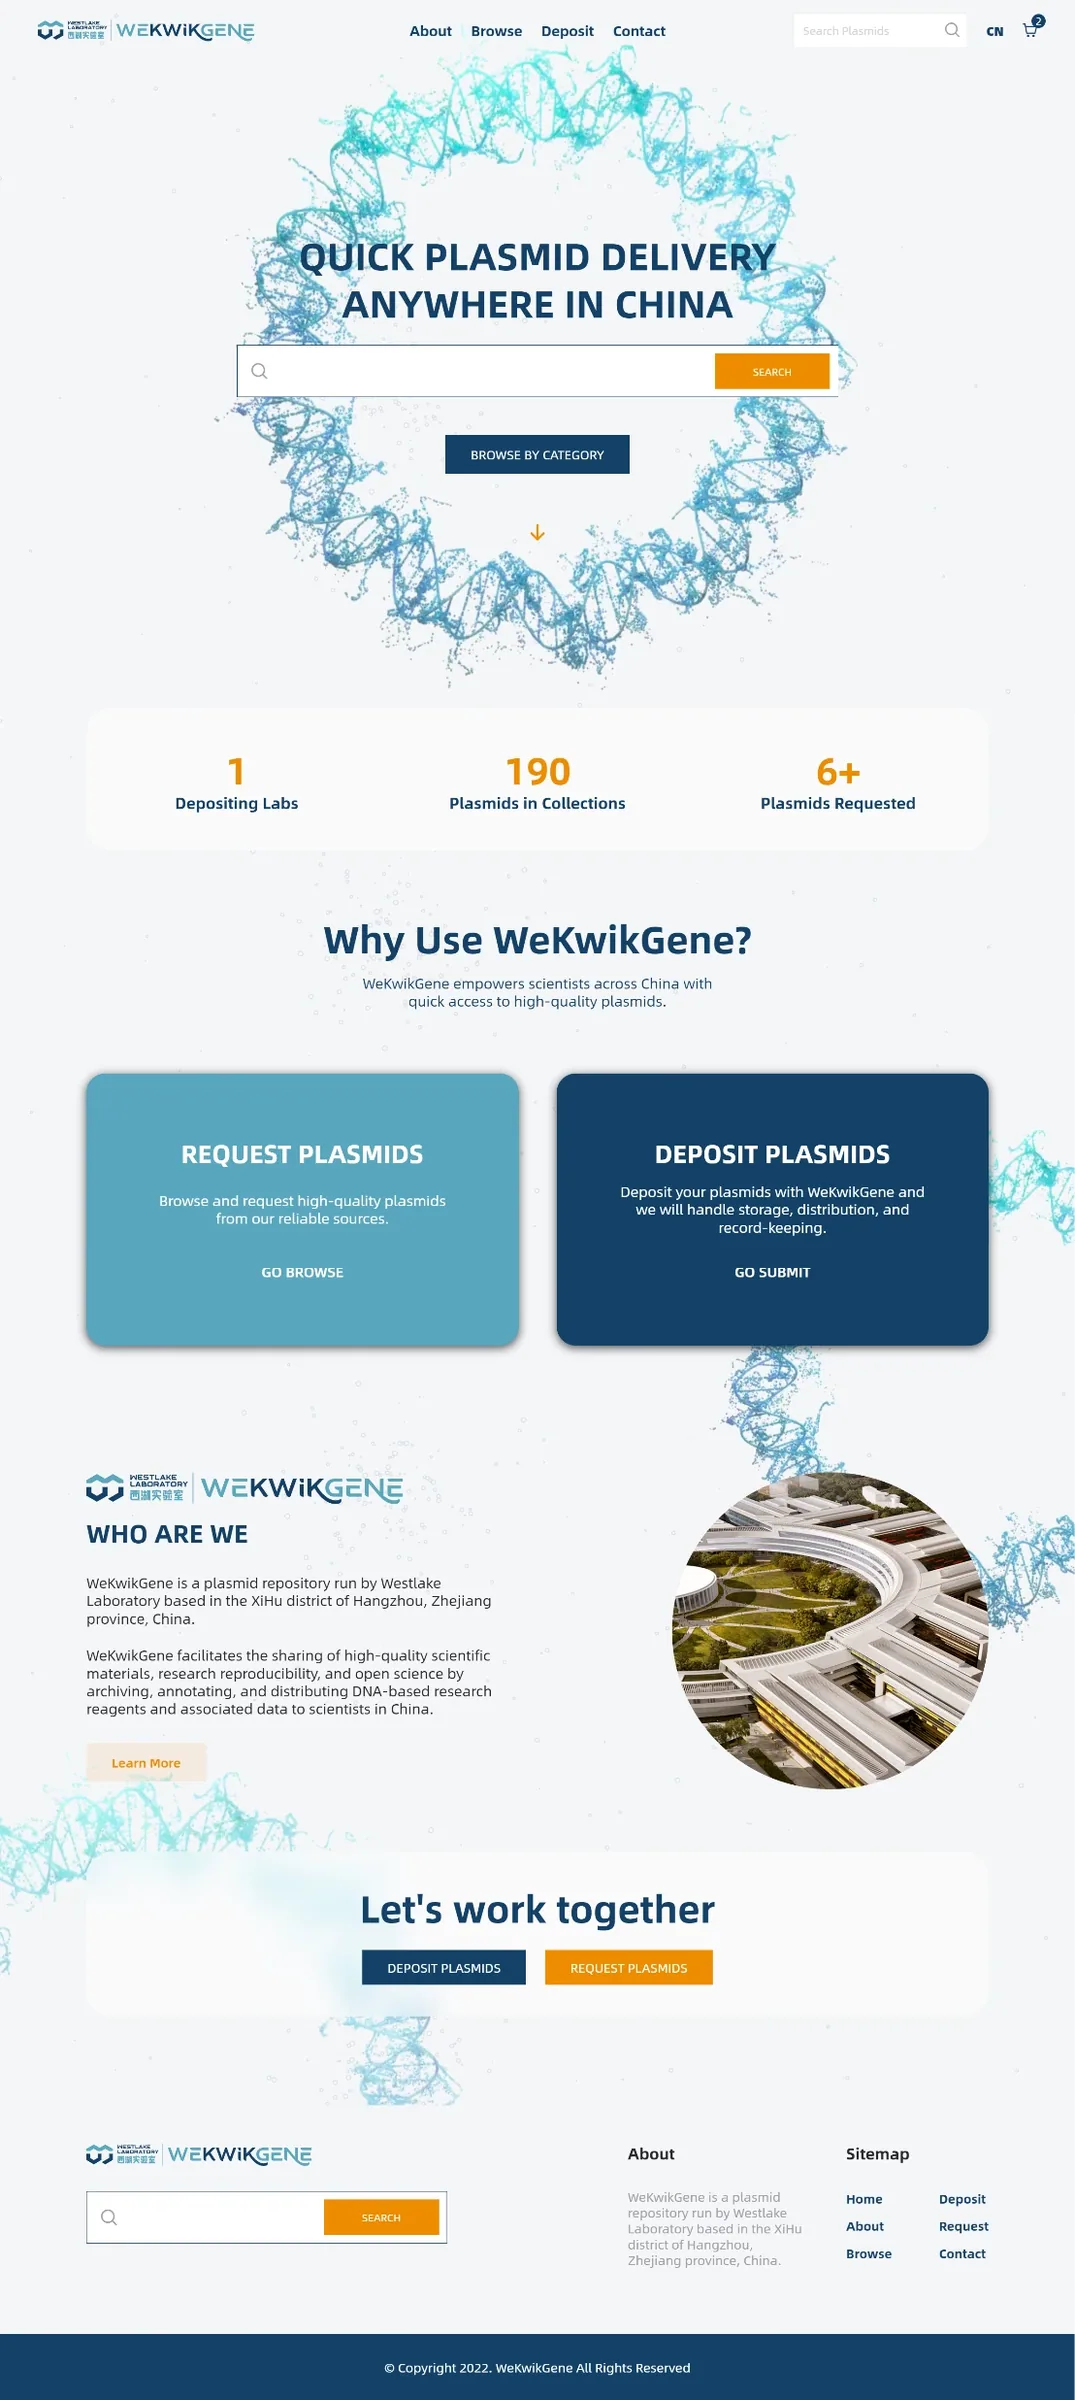 WESTLAKE
LABORATORY
西湖实验室
WEKWiKGENE
About Browse Deposit Contact
Search Plasmids
CN
2
QUICK PLASMID DELIVERY
ANYWHERE IN CHINA
SEARCH
BROWSE BY CATEGORY
1
Depositing Labs
190
Plasmids in Collections
6+
Plasmids Requested
Why Use WeKwikGene?
WeKwikGene empowers scientists across China with
quick access to high-quality plasmids.
REQUEST PLASMIDS
Browse and request high-quality plasmids
from our reliable sources.
GO BROWSE
DEPOSIT PLASMIDS
Deposit your plasmids with WeKwikGene and
we will handle storage, distribution, and
record-keeping.
GO SUBMIT
WESTLAKE
LABORATORY
西湖实验室
WEKWiKGENE
WHO ARE WE
WeKwikGene is a plasmid repository run by Westlake
Laboratory based in the XiHu district of Hangzhou, Zhejiang
province, China.
WeKwikGene facilitates the sharing of high-quality scientific
materials, research reproducibility, and open science by
archiving, annotating, and distributing DNA-based research
reagents and associated data to scientists in China.
Learn More
Let's work together
DEPOSIT PLASMIDS
REQUEST PLASMIDS
WESTLAKE
LABORATORY
西湖实验室
WEKWiKGENE
SEARCH
About
WeKwikGene is a plasmid
repository run by Westlake
Laboratory based in the XiHu
district of Hangzhou,
Zhejiang province, China.
Sitemap
Home Deposit
About Request
Browse Contact
© Copyright 2022. WeKwikGene All Rights Reserved